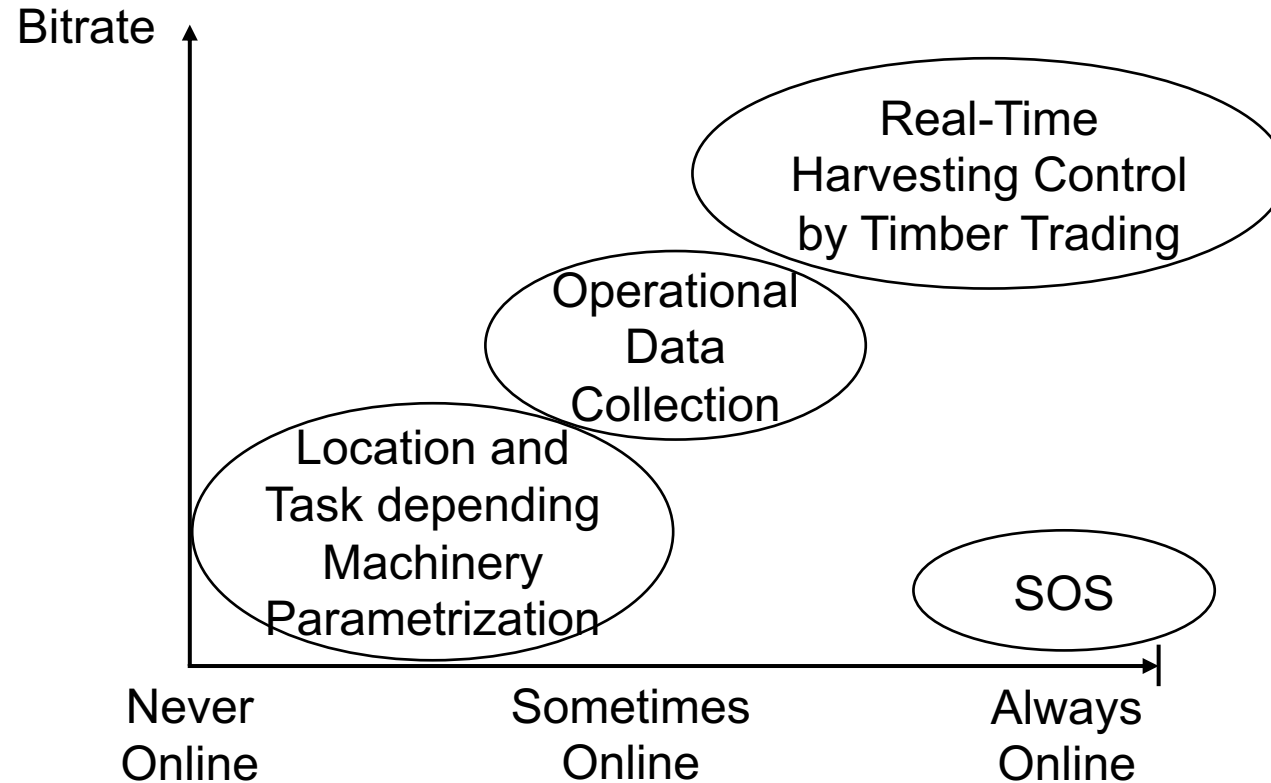 Bitrate
Real-Time
Harvesting Control
by Timber Trading
Operational
Data
Collection
Location and
Task depending
Machinery
Parametrization
SOS
Never
Online
Sometimes
Online
Always
Online